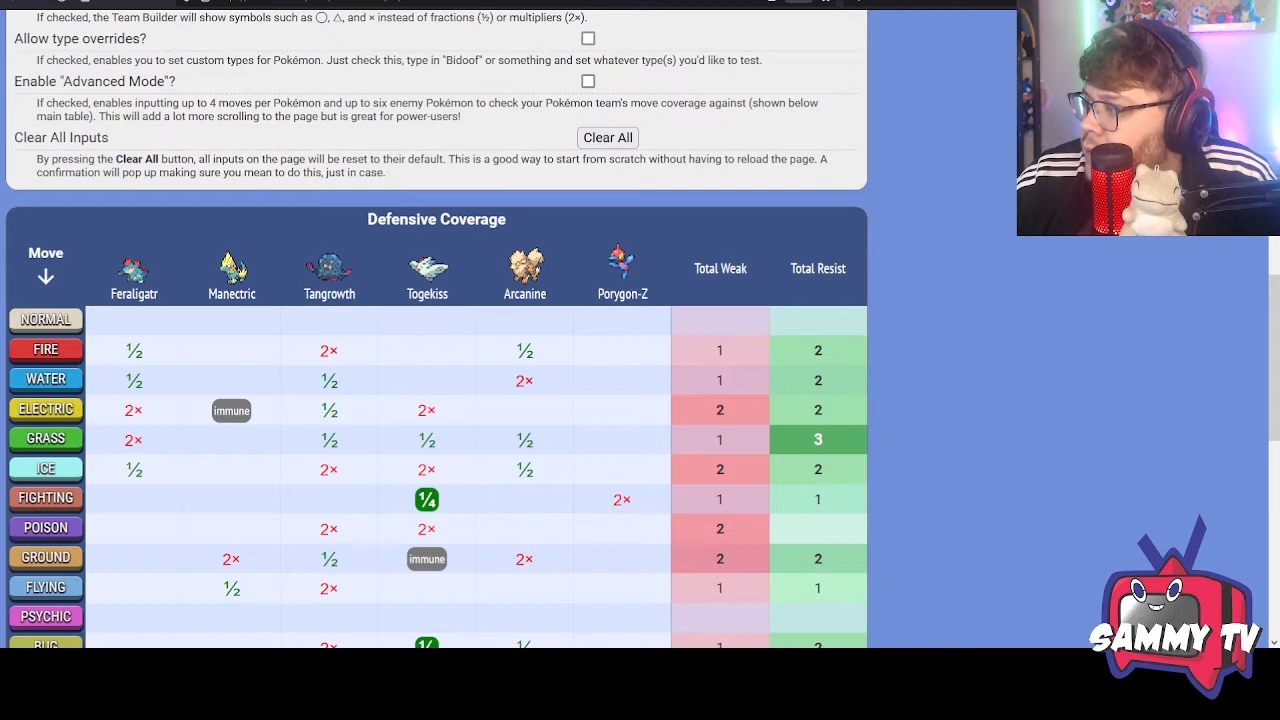 If checked, the Team Builder will show symbols such as ◯, △, and × instead of fractions (½) or multipliers (2×).
Allow type overrides?
If checked, enables you to set custom types for Pokémon. Just check this, type in "Bidoof" or something and set whatever type(s) you'd like to test.
Enable "Advanced Mode"?
If checked, enables inputting up to 4 moves per Pokémon and up to six enemy Pokémon to check your Pokémon team's move coverage against (shown below
main table). This will add a lot more scrolling to the page but is great for power-users!
Clear All Inputs Clear All
By pressing the Clear All button, all inputs on the page will be reset to their default. This is a good way to start from scratch without having to reload the page. A
confirmation will pop up making sure you mean to do this, just in case.
Defensive Coverage
Move ↓ Feraligatr Manectric Tangrowth Togekiss Arcanine Porygon-Z Total Weak Total Resist
NORMAL
FIRE ½ 2× ½ 1 2
WATER ½ ½ 2× 1 2
ELECTRIC 2× immune ½ 2× 2 2
GRASS 2× ½ ½ ½ 1 3
ICE ½ 2× 2× ½ 2 2
FIGHTING ¼ 2× 1 1
POISON 2× 2× 2
GROUND 2× ½ immune 2× 2 2
FLYING ½ 2× 1 1
PSYCHIC
BUG 2× ¼ ½ 1 2
SAMMY TV